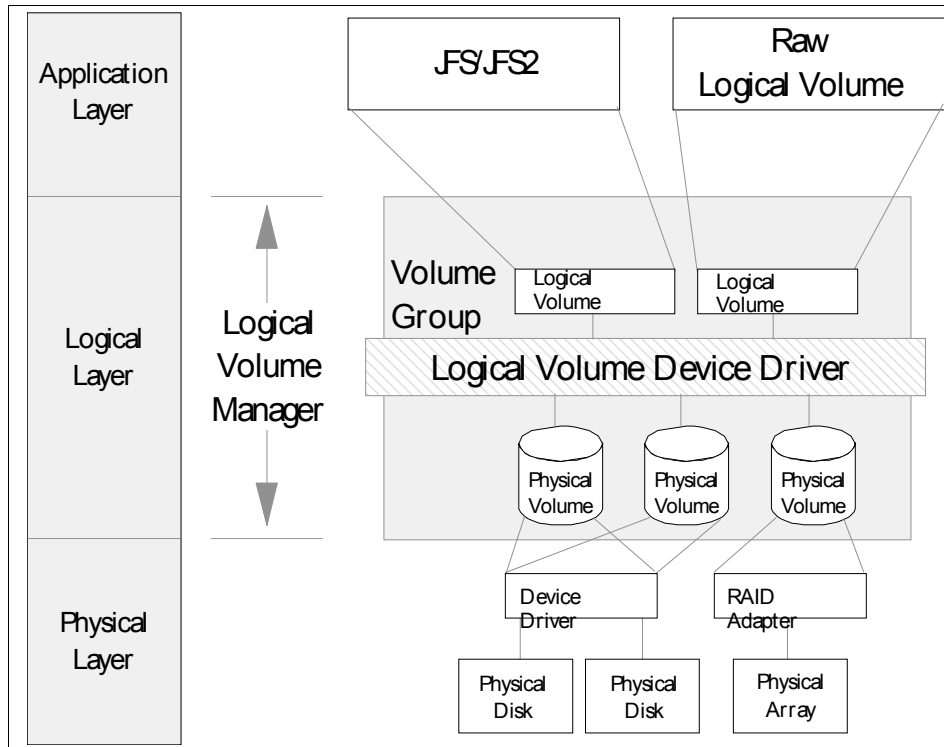 Application
Layer
JFS/JFS2
Raw
Logical Volume
Logical
Layer
Logical
Volume
Manager
Volume
Group
Logical
Volume
Logical
Volume
Logical Volume Device Driver
Physical
Volume
Physical
Volume
Physical
Volume
Physical
Layer
Device
Driver
RAID
Adapter
Physical
Disk
Physical
Disk
Physical
Array